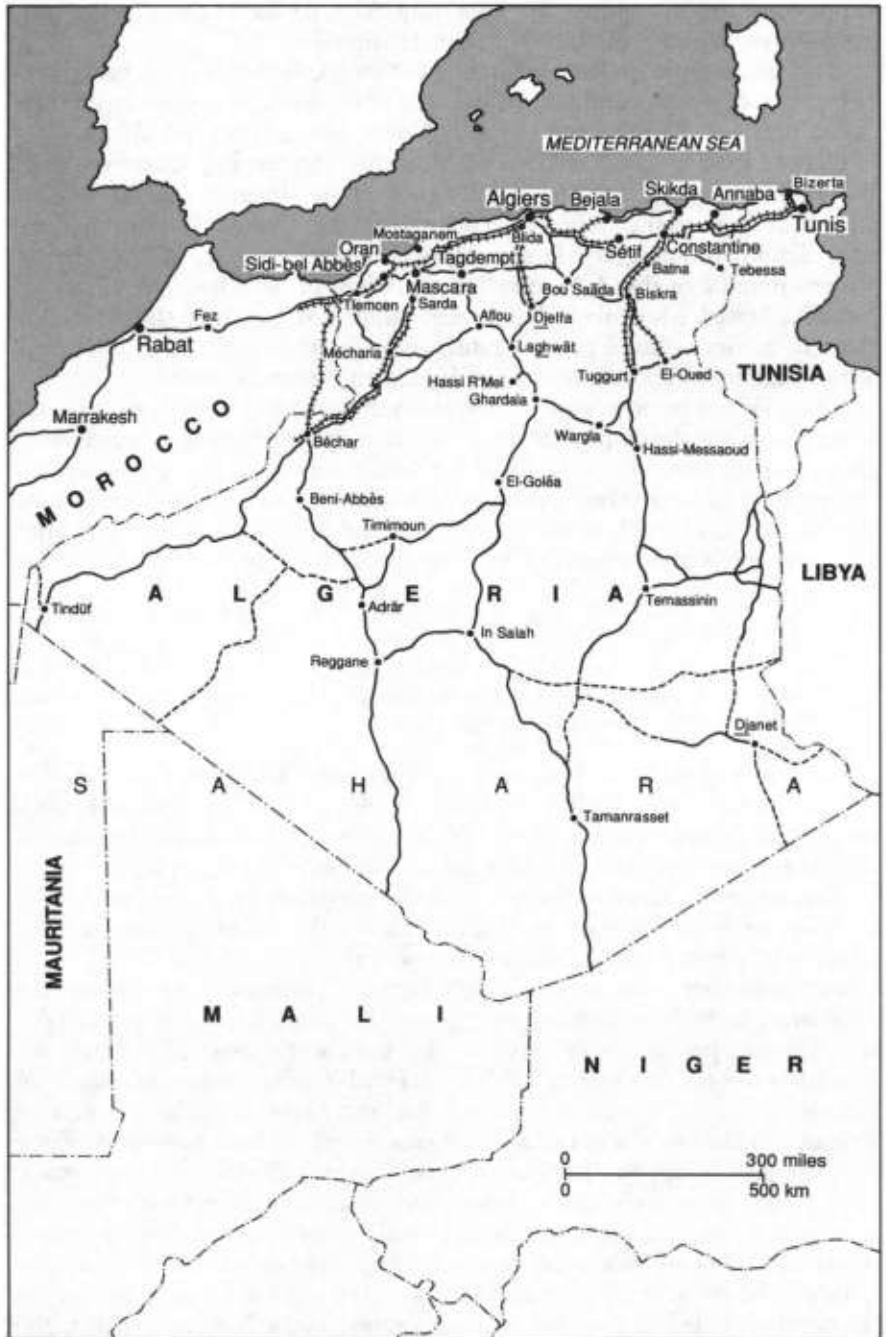 MEDITERRANEAN SEA
Algiers
Bejala
Skikda
Annaba
Bizerta
Tunis
Mostaganem
Blida
Oran
Sétif
Constantine
Sidi-bel Abbès
Tagdempt
Batna
Tebessa
Mascara
Bou Saâda
Tlemcen
Sarda
Biskra
Fez
Aflou
Djelfa
Rabat
Laghwât
Mécharia
El-Oued
Hassi R'Mel
Tuggurt
TUNISIA
Ghardaia
Marrakesh
Wargla
MOROCCO
Béchar
Hassi-Messaoud
El-Goléa
Beni-Abbès
Timimoun
LIBYA
ALGERIA
Tindūf
Adrār
Temassinin
In Salah
Reggane
Djanet
SAHARA
Tamanrasset
MAURITANIA
MALI
NIGER
0 300 miles
0 500 km